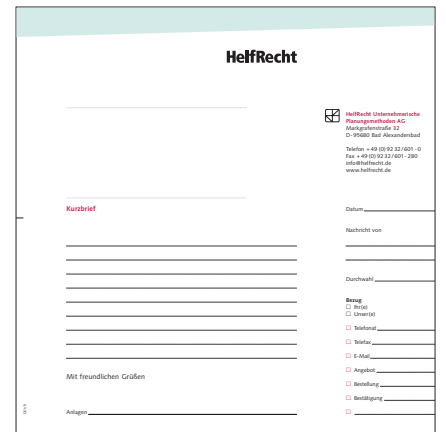 HelfRecht
HelfRecht Unternehmerische
Planungsmethoden AG
Markgrafenstraße 32
D-95680 Bad Alexandersbad
Telefon +49 (0) 92 32/601-0
Fax +49 (0) 92 32/601-280
info@helfrecht.de
www.helfrecht.de
Kurzbrief
Datum
Nachricht von
Durchwahl
Bezug
Ihr(e)
Unser(e)
Telefonat
Telefax
E-Mail
Angebot
Bestellung
Bestätigung
Mit freundlichen Grüßen
Anlagen